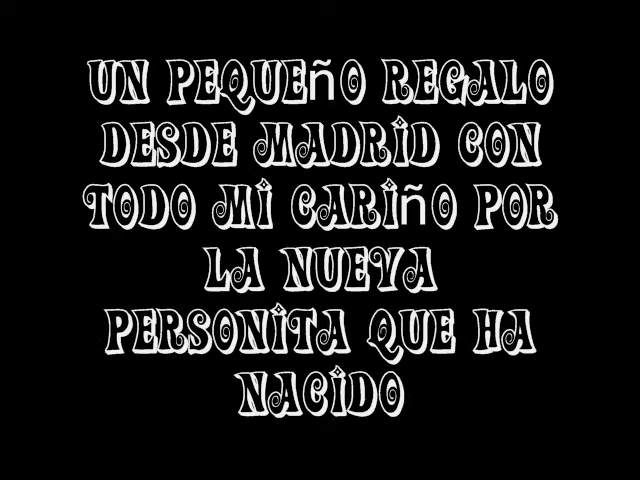 UN PEQUEñO REGALO
DESDE MADRID CON
TODO MI CARIñO POR
LA NUEVA
PERSONITA QUE HA
NACIDO